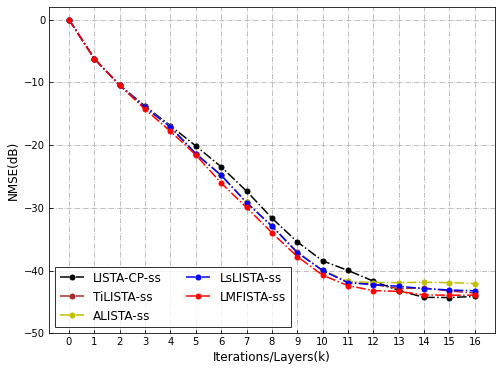 0
−10
−20
−30
−40
−50
NMSE(dB)
LISTA-CP-ss
TiLISTA-ss
ALISTA-ss
LsLISTA-ss
LMFISTA-ss
0 1 2 3 4 5 6 7 8 9 10 11 12 13 14 15 16
Iterations/Layers(k)